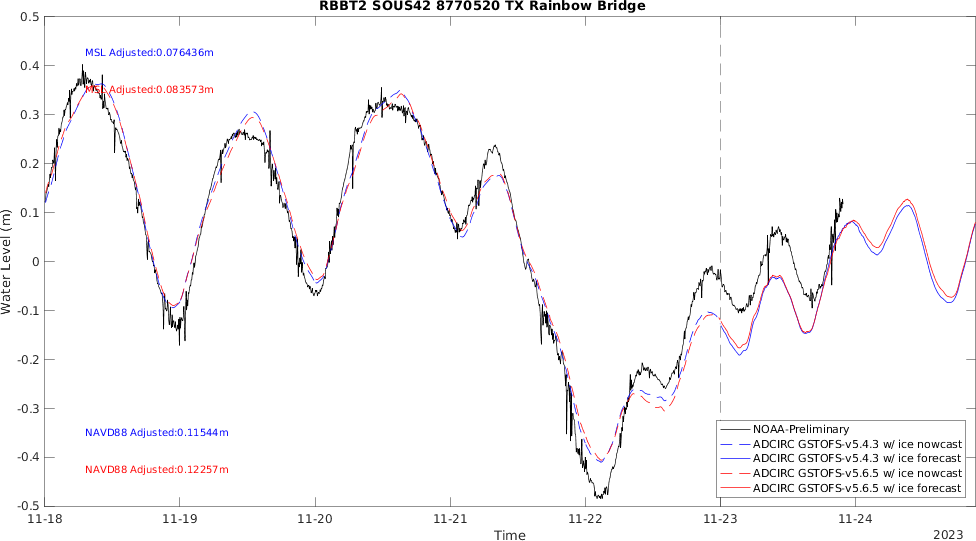 RBBT2 SOUS42 8770520 TX Rainbow Bridge
0.5
0.4
0.3
0.2
0.1
0
-0.1
-0.2
-0.3
-0.4
-0.5
Water Level (m)
MSL Adjusted:0.076436m
MSL Adjusted:0.083573m
NAVD88 Adjusted:0.11544m
NAVD88 Adjusted:0.12257m
NOAA-Preliminary
ADCIRC GSTOFS-v5.4.3 w/ ice nowcast
ADCIRC GSTOFS-v5.4.3 w/ ice forecast
ADCIRC GSTOFS-v5.6.5 w/ ice nowcast
ADCIRC GSTOFS-v5.6.5 w/ ice forecast
11-18 11-19 11-20 11-21 11-22 11-23 11-24
Time
2023